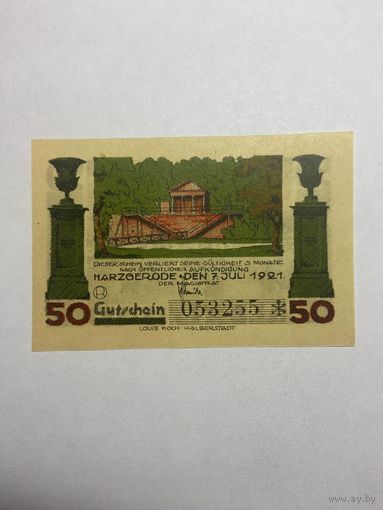 DIESER SCHEIN VERLIERT SEINE GÜLTIGKEIT 3 MONATE
NACH ÖFFENTLICHER AUFKÜNDIGUNG
HARZGERODE • DEN 7. JULI 1921.
DER MAGISTRAT
50 Gutschein 053255 * 50
LOUIS KOCH • HALBERSTADT
ay.by